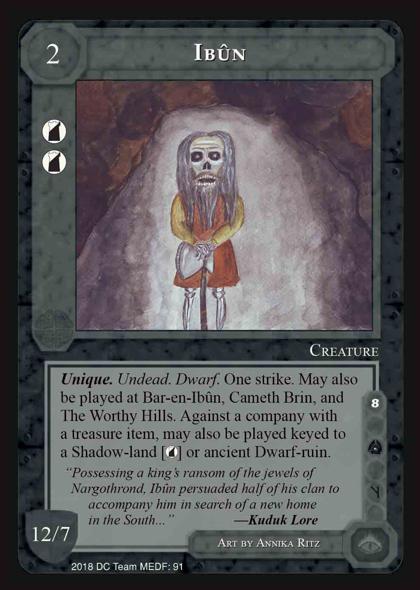 2
Ibûn
Creature
Unique. Undead. Dwarf. One strike. May also
be played at Bar-en-Ibûn, Cameth Brin, and
The Worthy Hills. Against a company with
a treasure item, may also be played keyed to
a Shadow-land [] or ancient Dwarf-ruin.
8
“Possessing a king's ransom of the jewels of
Nargothrond, Ibûn persuaded half of his clan to
accompany him in search of a new home
in the South...” —Kuduk Lore
12/7
Art by Annika Ritz
2018 DC Team MEDF: 91